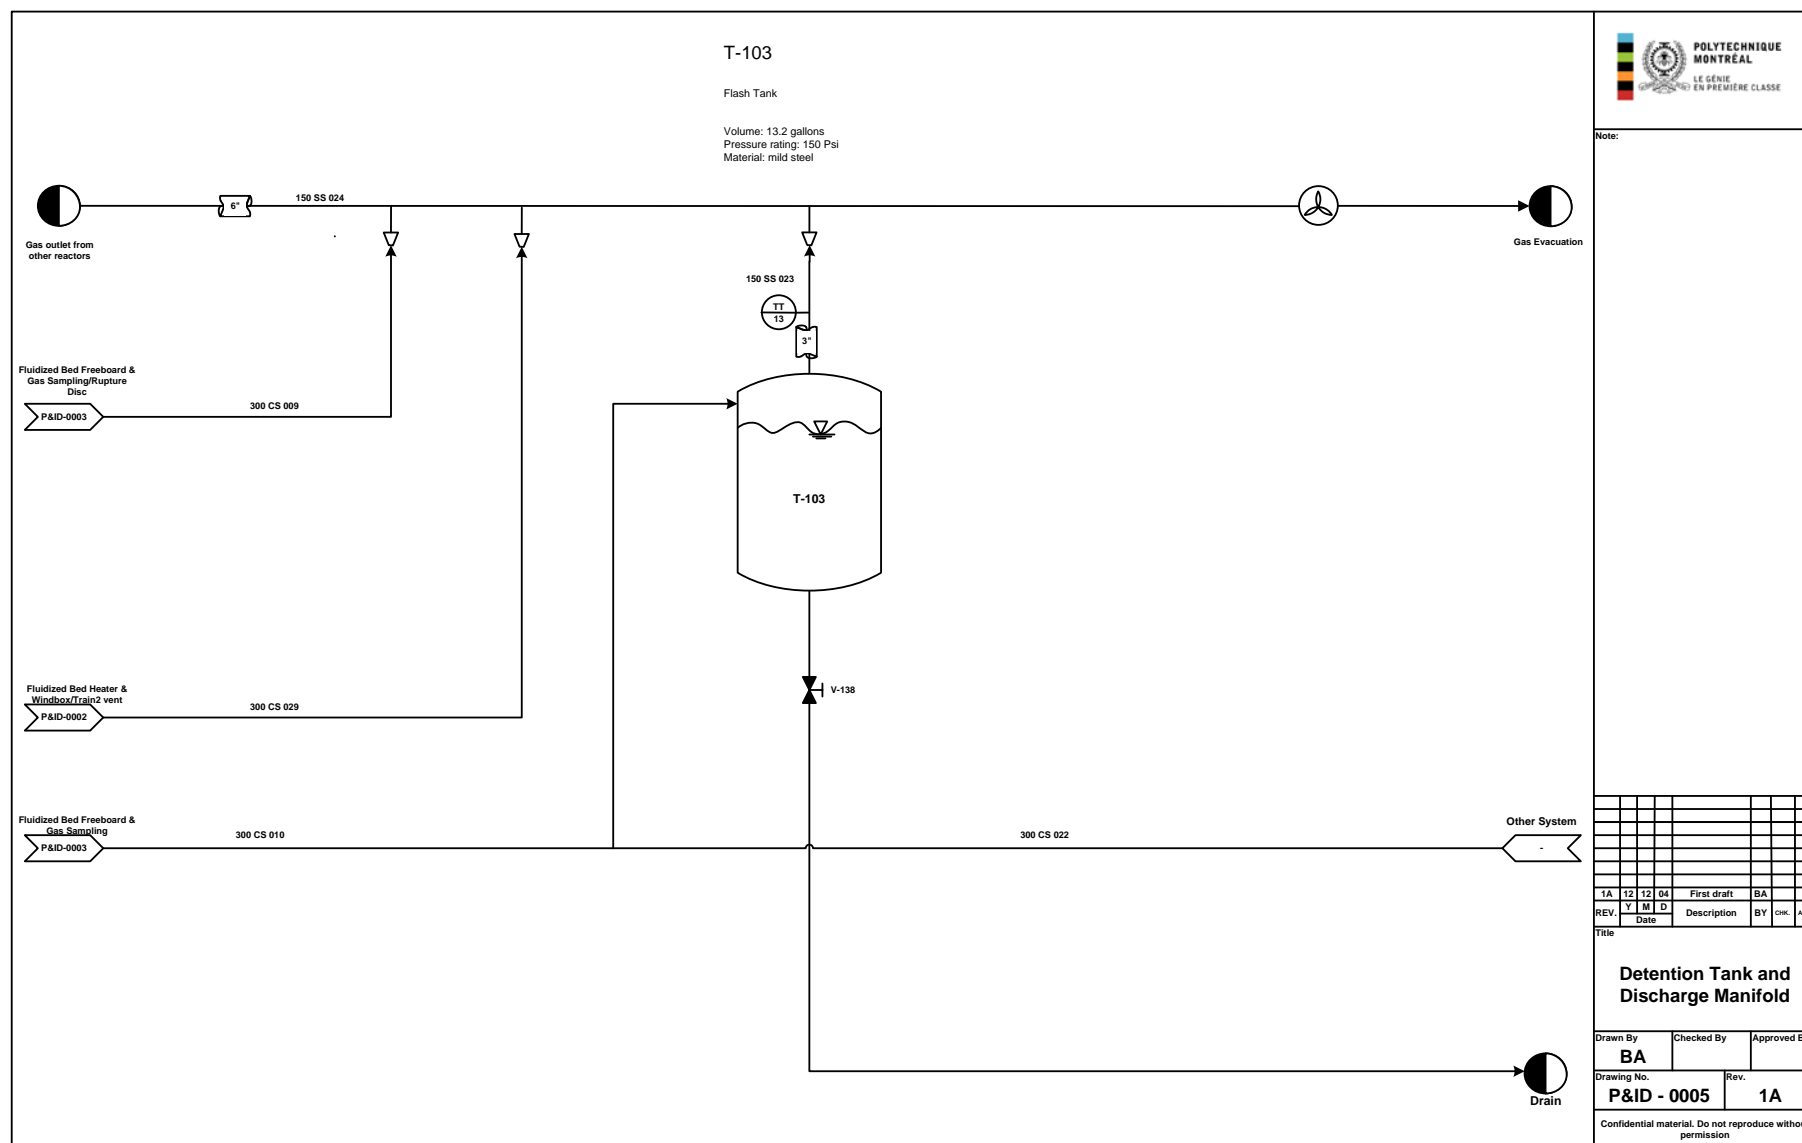 T-103
Flash Tank
Volume: 13.2 gallons
Pressure rating: 150 Psi
Material: mild steel
POLYTECHNIQUE
MONTRÉAL
LE GÉNIE
EN PREMIÈRE CLASSE
Note:
6"
150 SS 024
Gas outlet from
other reactors
Gas Evacuation
150 SS 023
TT
13
3"
Fluidized Bed Freeboard &
Gas Sampling/Rupture
Disc
P&ID-0003
300 CS 009
T-103
Fluidized Bed Heater &
Windbox/Train2 vent
P&ID-0002
300 CS 029
V-138
Fluidized Bed Freeboard &
Gas Sampling
P&ID-0003
300 CS 010
300 CS 022
Other System
-
Drain
1A 12 12 04 First draft BA
REV. Y M D Description BY CHK. A
Date
Title
Detention Tank and
Discharge Manifold
Drawn By Checked By Approved B
BA
Drawing No. Rev.
P&ID - 0005 1A
Confidential material. Do not reproduce withou
permission